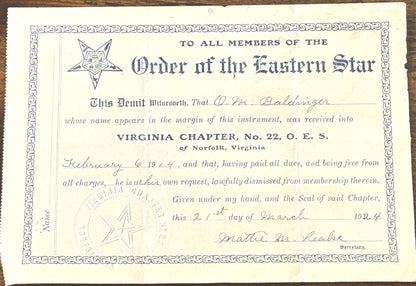 TO ALL MEMBERS OF THE
Order of the Eastern Star
This Demit Witnesseth, That O. M. Baldinger
whose name appears in the margin of this instrument, was received into
VIRGINIA CHAPTER, No. 22, O. E. S.
of Norfolk, Virginia
February 6 1914, and that, having paid all dues, and being free from
all charges, he is at his own request, lawfully dismissed from membership therein.
Given under my hand, and the Seal of said Chapter,
this 21st day of March 1924
Mattie M.
Secretary.
Name
VIRGINIA CHAPTER NO. 22